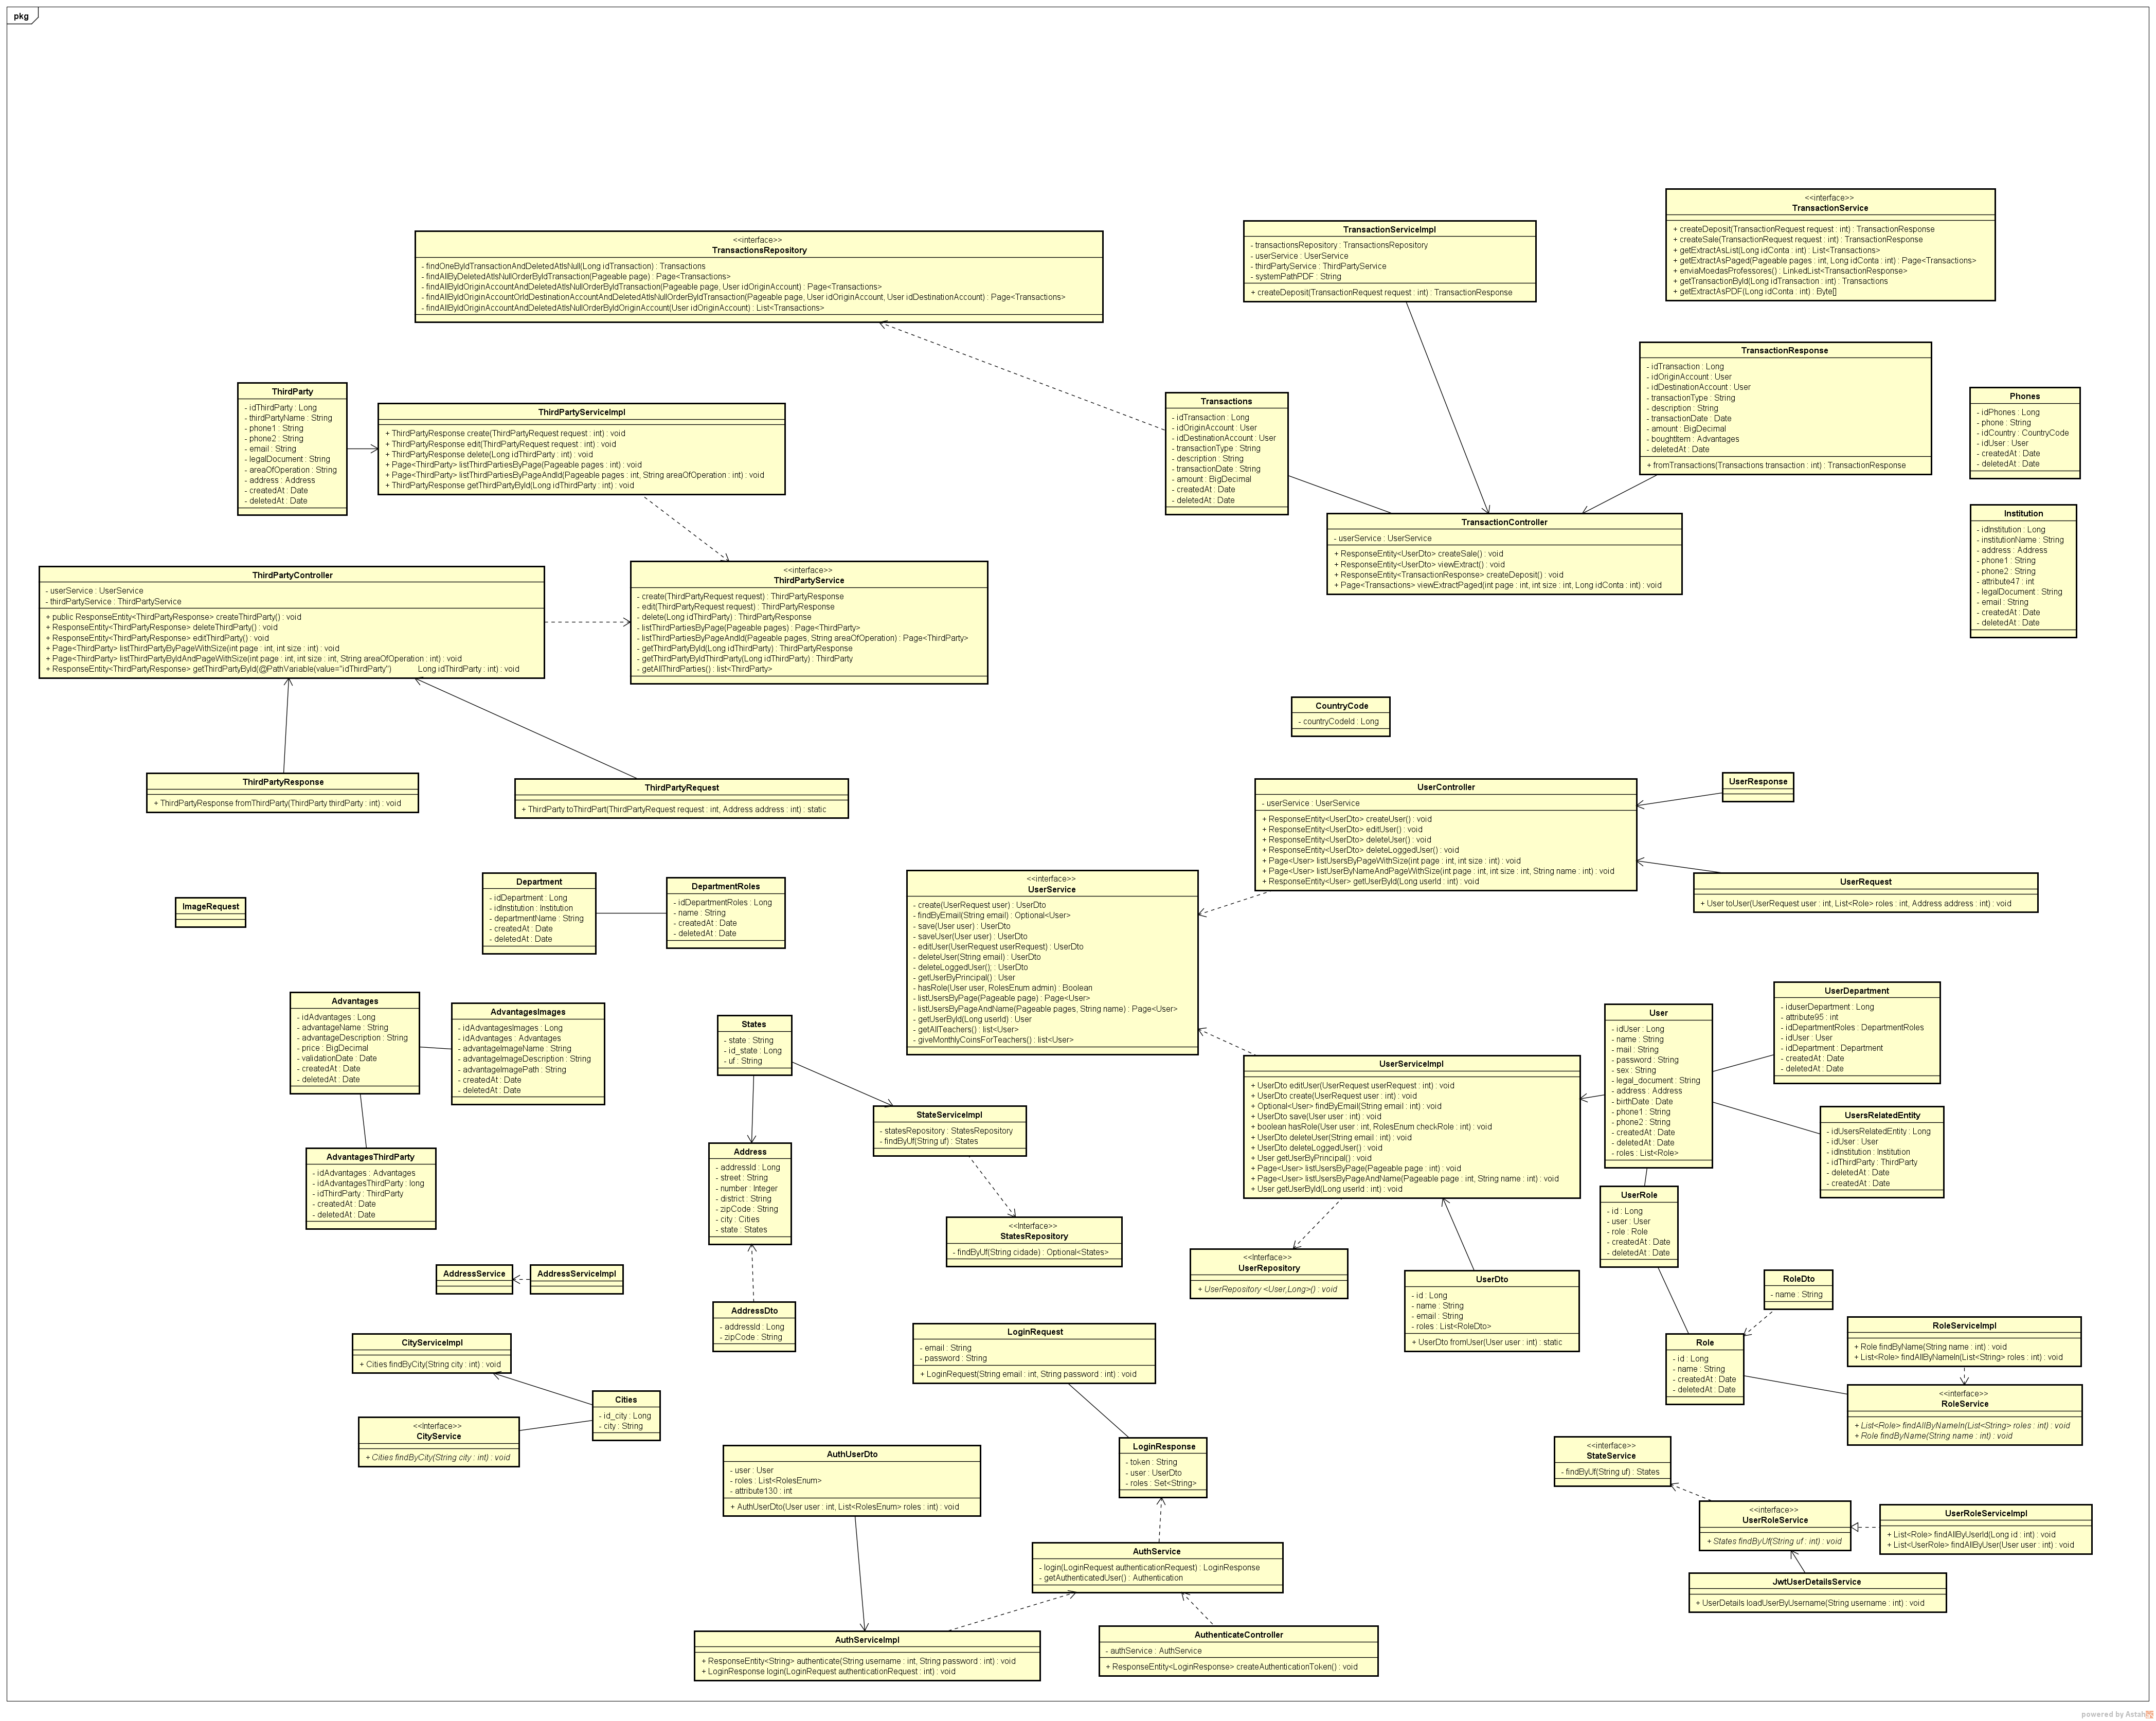 pkg
<<interface>>
TransactionService
+ createDeposit(TransactionRequest request : int) : TransactionResponse
+ createSale(TransactionRequest request : int) : TransactionResponse
+ getExtractAsList(Long idConta : int) : List<Transactions>
+ getExtractAsPaged(Pageable pages : int, Long idConta : int) : Page<Transactions>
+ enviaMoedasProfessores() : LinkedList<TransactionResponse>
+ getTransactionById(Long idTransaction : int) : Transactions
+ getExtractAsPDF(Long idConta : int) : Byte[]
TransactionServiceImpl
- transactionsRepository : TransactionsRepository
- userService : UserService
- thirdPartyService : ThirdPartyService
- systemPathPDF : String
+ createDeposit(TransactionRequest request : int) : TransactionResponse
<<interface>>
TransactionsRepository
- findOneByIdTransactionAndDeletedAtIsNull(Long idTransaction) : Transactions
- findAllByDeletedAtIsNullOrderByIdTransaction(Pageable page) : Page<Transactions>
- findAllByIdOriginAccountAndDeletedAtIsNullOrderByIdTransaction(Pageable page, User idOriginAccount) : Page<Transactions>
- findAllByIdOriginAccountOrIdDestinationAccountAndDeletedAtIsNullOrderByIdTransaction(Pageable page, User idOriginAccount, User idDestinationAccount) : Page<Transactions>
- findAllByIdOriginAccountAndDeletedAtIsNullOrderByIdOriginAccount(User idOriginAccount) : List<Transactions>
TransactionResponse
- idTransaction : Long
- idOriginAccount : User
- idDestinationAccount : User
- transactionType : String
- description : String
- transactionDate : Date
- amount : BigDecimal
- boughtItem : Advantages
- deletedAt : Date
+ fromTransactions(Transactions transaction : int) : TransactionResponse
ThirdParty
- idThirdParty : Long
- thirdPartyName : String
- phone1 : String
- phone2 : String
- email : String
- legalDocument : String
- areaOfOperation : String
- address : Address
- createdAt : Date
- deletedAt : Date
ThirdPartyServiceImpl
+ ThirdPartyResponse create(ThirdPartyRequest request : int) : void
+ ThirdPartyResponse edit(ThirdPartyRequest request : int) : void
+ ThirdPartyResponse delete(Long idThirdParty : int) : void
+ Page<ThirdParty> listThirdPartiesByPage(Pageable pages : int) : void
+ Page<ThirdParty> listThirdPartiesByPageAndId(Pageable pages : int, String areaOfOperation : int) : void
+ ThirdPartyResponse getThirdPartyById(Long idThirdParty : int) : void
Transactions
- idTransaction : Long
- idOriginAccount : User
- idDestinationAccount : User
- transactionType : String
- description : String
- transactionDate : String
- amount : BigDecimal
- createdAt : Date
- deletedAt : Date
Phones
- idPhones : Long
- phone : String
- idCountry : CountryCode
- idUser : User
- createdAt : Date
- deletedAt : Date
TransactionController
- userService : UserService
+ ResponseEntity<UserDto> createSale() : void
+ ResponseEntity<UserDto> viewExtract() : void
+ ResponseEntity<TransactionResponse> createDeposit() : void
+ Page<Transactions> viewExtractPaged(int page : int, int size : int, Long idConta : int) : void
Institution
- idInstitution : Long
- institutionName : String
- address : Address
- phone1 : String
- phone2 : String
- attribute47 : int
- legalDocument : String
- email : String
- createdAt : Date
- deletedAt : Date
ThirdPartyController
- userService : UserService
- thirdPartyService : ThirdPartyService
+ public ResponseEntity<ThirdPartyResponse> createThirdParty() : void
+ ResponseEntity<ThirdPartyResponse> deleteThirdParty() : void
+ ResponseEntity<ThirdPartyResponse> editThirdParty() : void
+ Page<ThirdParty> listThirdPartyByPageWithSize(int page : int, int size : int) : void
+ Page<ThirdParty> listThirdPartyByIdAndPageWithSize(int page : int, int size : int, String areaOfOperation : int) : void
+ ResponseEntity<ThirdPartyResponse> getThirdPartyById(@PathVariable(value="idThirdParty") Long idThirdParty : int) : void
<<interface>>
ThirdPartyService
- create(ThirdPartyRequest request) : ThirdPartyResponse
- edit(ThirdPartyRequest request) : ThirdPartyResponse
- delete(Long idThirdParty) : ThirdPartyResponse
- listThirdPartiesByPage(Pageable pages) : Page<ThirdParty>
- listThirdPartiesByPageAndId(Pageable pages, String areaOfOperation) : Page<ThirdParty>
- getThirdPartyById(Long idThirdParty) : ThirdPartyResponse
- getThirdPartyByIdThirdParty(Long idThirdParty) : ThirdParty
- getAllThirdParties() : list<ThirdParty>
CountryCode
- countryCodeId : Long
ThirdPartyResponse
+ ThirdPartyResponse fromThirdParty(ThirdParty thirdParty : int) : void
ThirdPartyRequest
+ ThirdParty toThirdPart(ThirdPartyRequest request : int, Address address : int) : static
UserController
- userService : UserService
+ ResponseEntity<UserDto> createUser() : void
+ ResponseEntity<UserDto> editUser() : void
+ ResponseEntity<UserDto> deleteUser() : void
+ ResponseEntity<UserDto> deleteLoggedUser() : void
+ Page<User> listUsersByPageWithSize(int page : int, int size : int) : void
+ Page<User> listUserByNameAndPageWithSize(int page : int, int size : int, String name : int) : void
+ ResponseEntity<User> getUserById(Long userId : int) : void
UserResponse
UserRequest
+ User toUser(UserRequest user : int, List<Role> roles : int, Address address : int) : void
ImageRequest
Department
- idDepartment : Long
- idInstitution : Institution
- departmentName : String
- createdAt : Date
- deletedAt : Date
DepartmentRoles
- idDepartmentRoles : Long
- name : String
- createdAt : Date
- deletedAt : Date
<<interface>>
UserService
- create(UserRequest user) : UserDto
- findByEmail(String email) : Optional<User>
- save(User user) : UserDto
- saveUser(User user) : UserDto
- editUser(UserRequest userRequest) : UserDto
- deleteUser(String email) : UserDto
- deleteLoggedUser(); : UserDto
- getUserByPrincipal() : User
- hasRole(User user, RolesEnum admin) : Boolean
- listUsersByPage(Pageable page) : Page<User>
- listUsersByPageAndName(Pageable pages, String name) : Page<User>
- getUserById(Long userId) : User
- getAllTeachers() : list<User>
- giveMonthlyCoinsForTeachers() : list<User>
Advantages
- idAdvantages : Long
- advantageName : String
- advantageDescription : String
- price : BigDecimal
- validationDate : Date
- createdAt : Date
- deletedAt : Date
AdvantagesImages
- idAdvantagesImages : Long
- idAdvantages : Advantages
- advantageImageName : String
- advantageImageDescription : String
- advantageImagePath : String
- createdAt : Date
- deletedAt : Date
States
- state : String
- id_state : Long
- uf : String
User
- idUser : Long
- name : String
- mail : String
- password : String
- sex : String
- legal_document : String
- address : Address
- birthDate : Date
- phone1 : String
- phone2 : String
- createdAt : Date
- deletedAt : Date
- roles : List<Role>
UserDepartment
- iduserDepartment : Long
- attribute95 : int
- idDepartmentRoles : DepartmentRoles
- idUser : User
- idDepartment : Department
- createdAt : Date
- deletedAt : Date
UserServiceImpl
+ UserDto editUser(UserRequest userRequest : int) : void
+ UserDto create(UserRequest user : int) : void
+ Optional<User> findByEmail(String email : int) : void
+ UserDto save(User user : int) : void
+ boolean hasRole(User user : int, RolesEnum checkRole : int) : void
+ UserDto deleteUser(String email : int) : void
+ UserDto deleteLoggedUser() : void
+ User getUserByPrincipal() : void
+ Page<User> listUsersByPage(Pageable page : int) : void
+ Page<User> listUsersByPageAndName(Pageable page : int, String name : int) : void
+ User getUserById(Long userId : int) : void
StateServiceImpl
- statesRepository : StatesRepository
- findByUf(String uf) : States
UsersRelatedEntity
- idUsersRelatedEntity : Long
- idUser : User
- idInstitution : Institution
- idThirdParty : ThirdParty
- deletedAt : Date
- createdAt : Date
AdvantagesThirdParty
- idAdvantages : Advantages
- idAdvantagesThirdParty : long
- idThirdParty : ThirdParty
- createdAt : Date
- deletedAt : Date
Address
- addressId : Long
- street : String
- number : Integer
- district : String
- zipCode : String
- city : Cities
- state : States
UserRole
- id : Long
- user : User
- role : Role
- createdAt : Date
- deletedAt : Date
<<Interface>>
StatesRepository
- findByUf(String cidade) : Optional<States>
<<Interface>>
UserRepository
+ UserRepository <User,Long>() : void
AddressService
AddressServiceImpl
UserDto
- id : Long
- name : String
- email : String
- roles : List<RoleDto>
+ UserDto fromUser(User user : int) : static
RoleDto
- name : String
AddressDto
- addressId : Long
- zipCode : String
LoginRequest
- email : String
- password : String
+ LoginRequest(String email : int, String password : int) : void
RoleServiceImpl
+ Role findByName(String name : int) : void
+ List<Role> findAllByNameIn(List<String> roles : int) : void
CityServiceImpl
+ Cities findByCity(String city : int) : void
Role
- id : Long
- name : String
- createdAt : Date
- deletedAt : Date
<<interface>>
RoleService
+ List<Role> findAllByNameIn(List<String> roles : int) : void
+ Role findByName(String name : int) : void
Cities
- id_city : Long
- city : String
<<Interface>>
CityService
+ Cities findByCity(String city : int) : void
AuthUserDto
- user : User
- roles : List<RolesEnum>
- attribute130 : int
+ AuthUserDto(User user : int, List<RolesEnum> roles : int) : void
LoginResponse
- token : String
- user : UserDto
- roles : Set<String>
<<interface>>
StateService
- findByUf(String uf) : States
<<interface>>
UserRoleService
+ States findByUf(String uf : int) : void
UserRoleServiceImpl
+ List<Role> findAllByUserId(Long id : int) : void
+ List<UserRole> findAllByUser(User user : int) : void
AuthService
- login(LoginRequest authenticationRequest) : LoginResponse
- getAuthenticatedUser() : Authentication
JwtUserDetailsService
+ UserDetails loadUserByUsername(String username : int) : void
AuthServiceImpl
+ ResponseEntity<String> authenticate(String username : int, String password : int) : void
+ LoginResponse login(LoginRequest authenticationRequest : int) : void
AuthenticateController
- authService : AuthService
+ ResponseEntity<LoginResponse> createAuthenticationToken() : void
powered by Astah